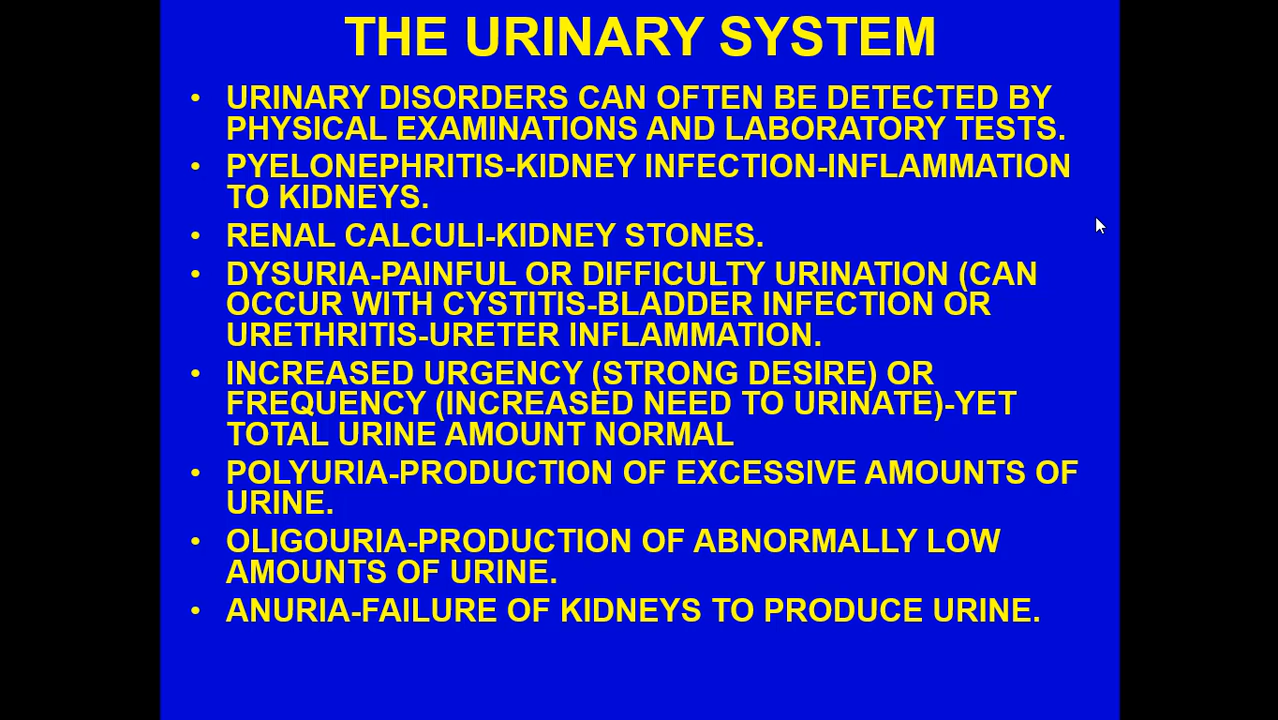 THE URINARY SYSTEM
• URINARY DISORDERS CAN OFTEN BE DETECTED BY
PHYSICAL EXAMINATIONS AND LABORATORY TESTS.
• PYELONEPHRITIS-KIDNEY INFECTION-INFLAMMATION
TO KIDNEYS.
• RENAL CALCULI-KIDNEY STONES.
• DYSURIA-PAINFUL OR DIFFICULTY URINATION (CAN
OCCUR WITH CYSTITIS-BLADDER INFECTION OR
URETHRITIS-URETER INFLAMMATION.
• INCREASED URGENCY (STRONG DESIRE) OR
FREQUENCY (INCREASED NEED TO URINATE)-YET
TOTAL URINE AMOUNT NORMAL
• POLYURIA-PRODUCTION OF EXCESSIVE AMOUNTS OF
URINE.
• OLIGOURIA-PRODUCTION OF ABNORMALLY LOW
AMOUNTS OF URINE.
• ANURIA-FAILURE OF KIDNEYS TO PRODUCE URINE.